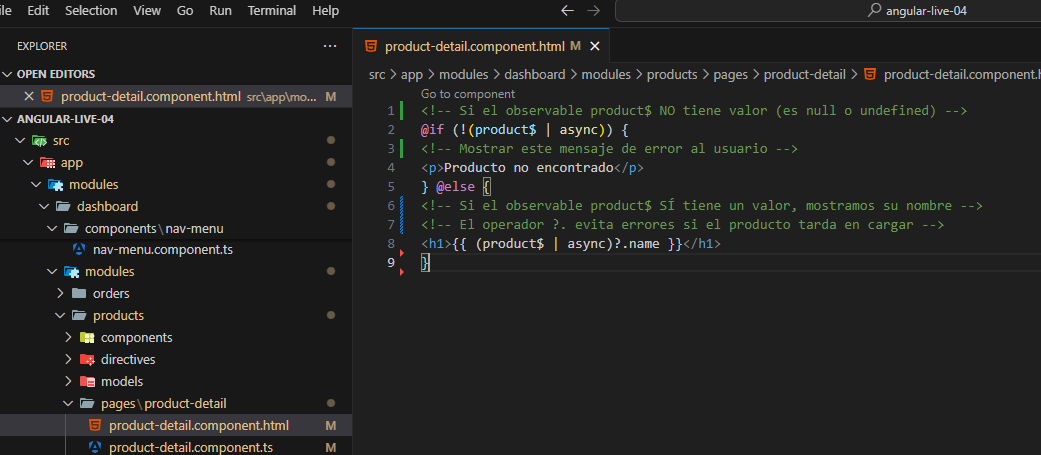 ile Edit Selection View Go Run Terminal Help
angular-live-04
EXPLORER ...
product-detail.component.html M
OPEN EDITORS
product-detail.component.html src\app\mo... M
ANGULAR-LIVE-04
src
app
modules
dashboard
components\nav-menu
nav-menu.component.ts
modules
orders
products
components
directives
models
pages\product-detail
product-detail.component.html M
product-detail.component.ts M
src > app > modules > dashboard > modules > products > pages > product-detail > product-detail.component.h
Go to component
1 <!-- Si el observable product$ NO tiene valor (es null o undefined) -->
2 @if (!(product$ | async)) {
3 <!-- Mostrar este mensaje de error al usuario -->
4 <p>Producto no encontrado</p>
5 } @else {
6 <!-- Si el observable product$ SÍ tiene un valor, mostramos su nombre -->
7 <!-- El operador ?. evita errores si el producto tarda en cargar -->
8 <h1>{{ (product$ | async)?.name }}</h1>
9 }